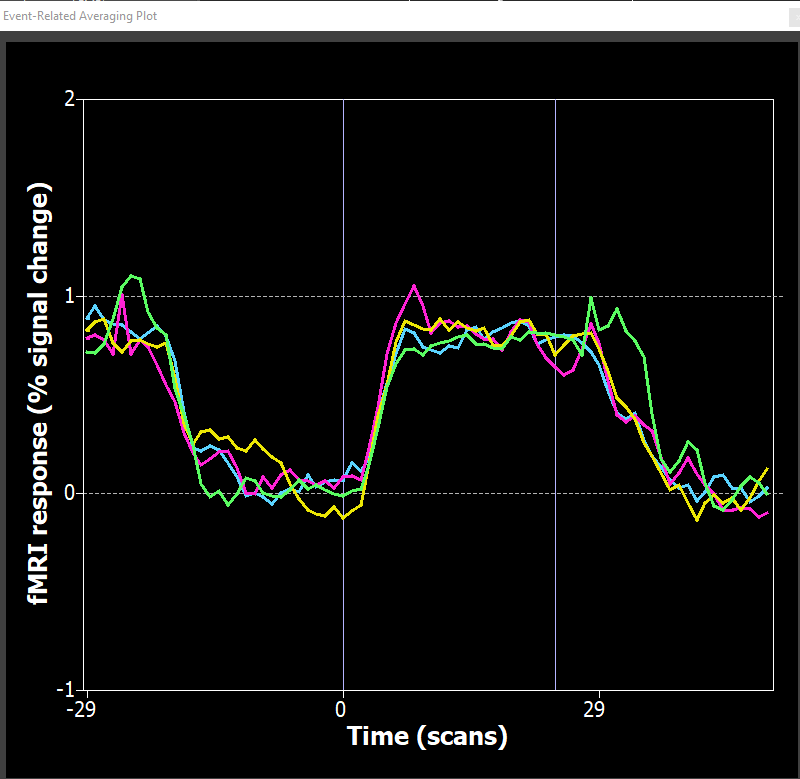 Event-Related Averaging Plot
2
1
0
-1
fMRI response (% signal change)
-29 0 29
Time (scans)